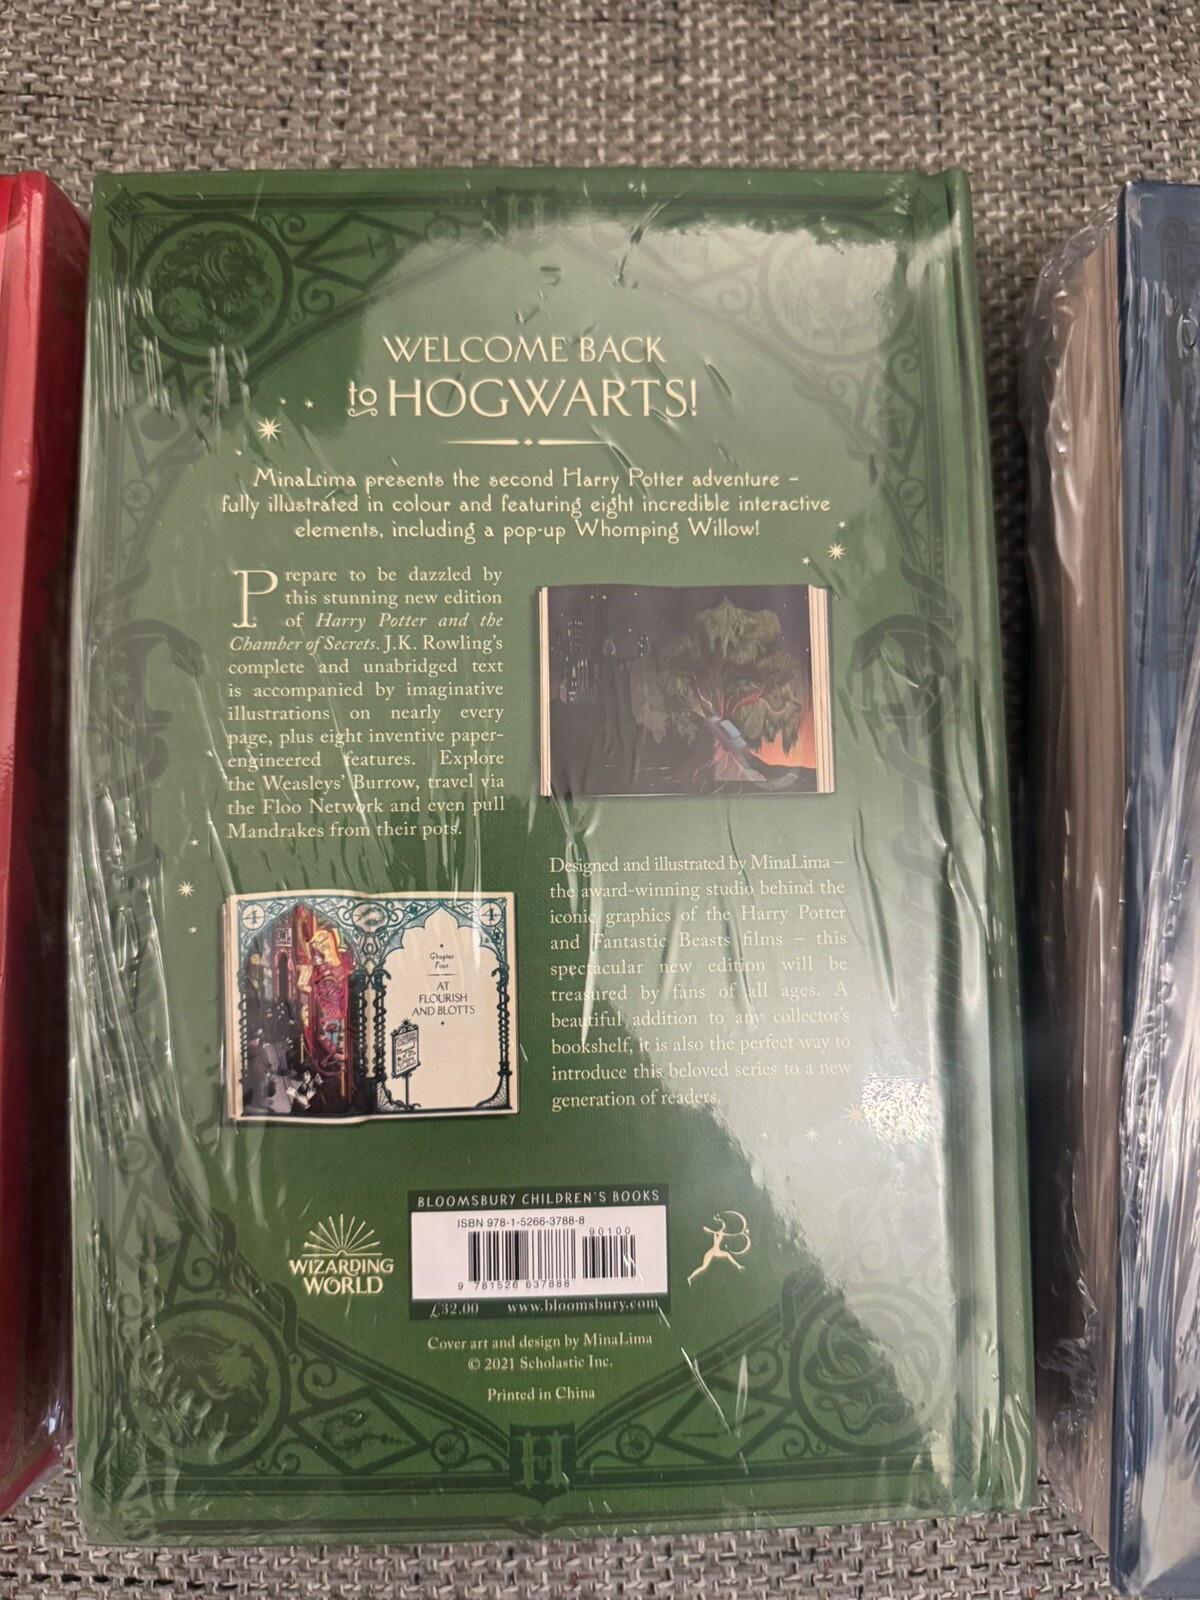 WELCOME BACK
to HOGWARTS!
MinaLima presents the second Harry Potter adventure –
fully illustrated in colour and featuring eight incredible interactive
elements, including a pop-up Whomping Willow!
Prepare to be dazzled by
this stunning new edition
of Harry Potter and the
Chamber of Secrets. J.K. Rowling's
complete and unabridged text
is accompanied by imaginative
illustrations on nearly every
page, plus eight inventive paper-
engineered features. Explore
the Weasleys' Burrow, travel via
the Floo Network and even pull
Mandrakes from their pots.
Designed and illustrated by MinaLima –
the award-winning studio behind the
iconic graphics of the Harry Potter
and Fantastic Beasts films – this
spectacular new edition will be
treasured by fans of all ages. A
beautiful addition to any collector's
bookshelf, it is also the perfect way to
introduce this beloved series to a new
generation of readers.
4
4
Chapter
Four
AT
FLOURISH
AND BLOTTS
BLOOMSBURY CHILDREN'S BOOKS
ISBN 978-1-5266-3788-8
90100
9 781526 637888
£32.00 www.bloomsbury.com
WIZARDING
WORLD
Cover art and design by MinaLima
© 2021 Scholastic Inc.
Printed in China
H
H